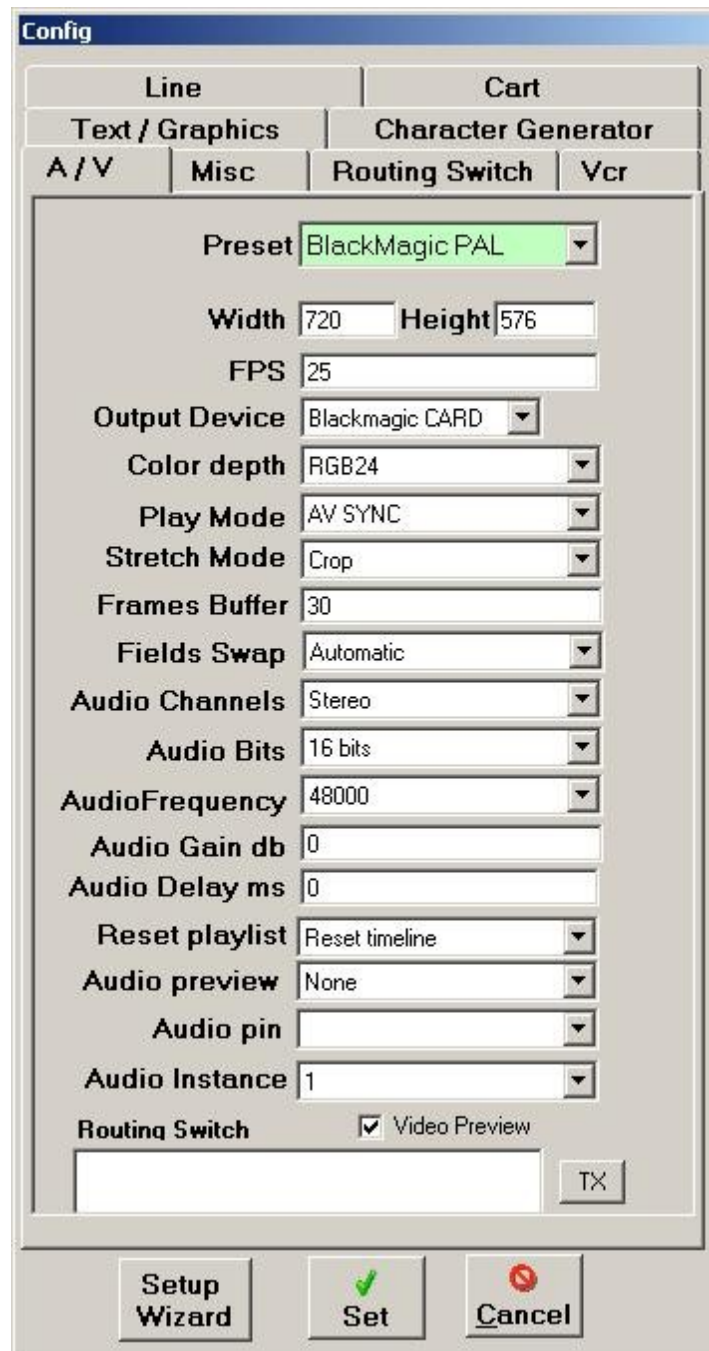 Config
Line Cart
Text / Graphics Character Generator
A / V Misc Routing Switch Vcr
Preset BlackMagic PAL
Width 720 Height 576
FPS 25
Output Device Blackmagic CARD
Color depth RGB24
Play Mode AV SYNC
Stretch Mode Crop
Frames Buffer 30
Fields Swap Automatic
Audio Channels Stereo
Audio Bits 16 bits
AudioFrequency 48000
Audio Gain db 0
Audio Delay ms 0
Reset playlist Reset timeline
Audio preview None
Audio pin
Audio Instance 1
Routing Switch Video Preview
TX
Setup Wizard Set Cancel